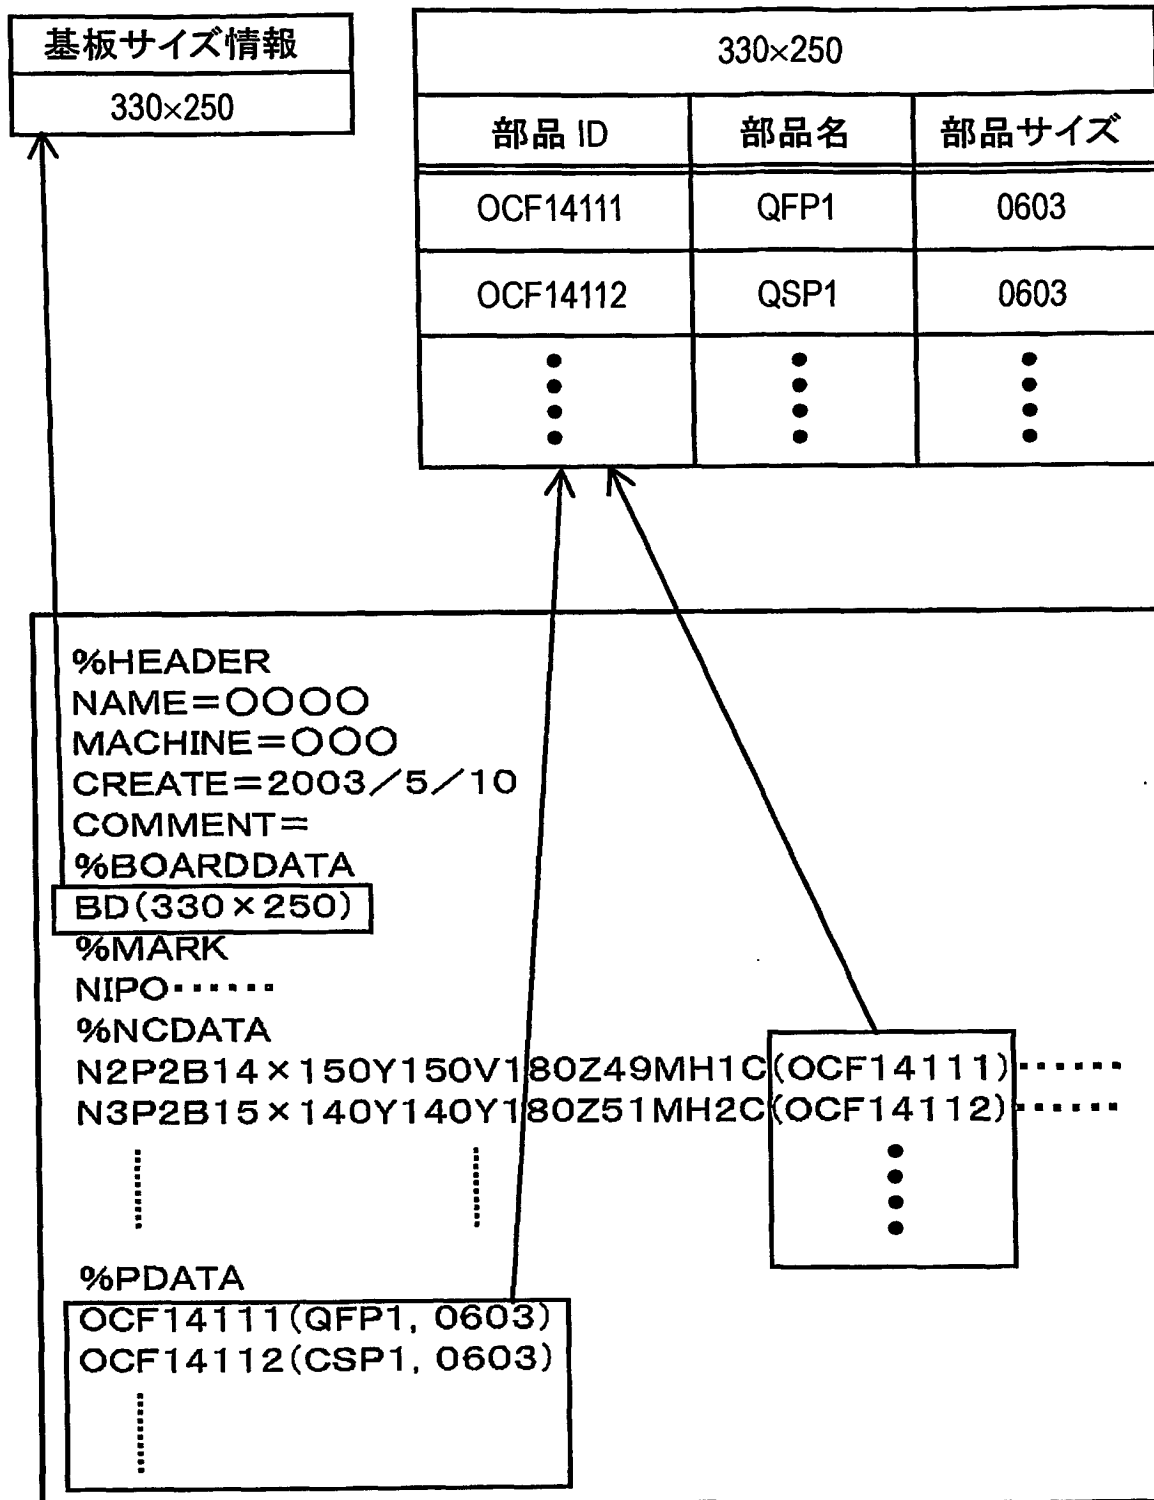 基板サイズ情報
330×250
330×250
部品 ID 部品名 部品サイズ
OCF14111 QFP1 0603
OCF14112 QSP1 0603
%HEADER
NAME=○○○○
MACHINE=○○○
CREATE=2003/5/10
COMMENT=
%BOARDDATA
BD(330×250)
%MARK
NIPO······
%NCDATA
N2P2B14×150Y150V180Z49MH1C(OCF14111)······
N3P2B15×140Y140Y180Z51MH2C(OCF14112)······
%PDATA
OCF14111(QFP1, 0603)
OCF14112(CSP1, 0603)